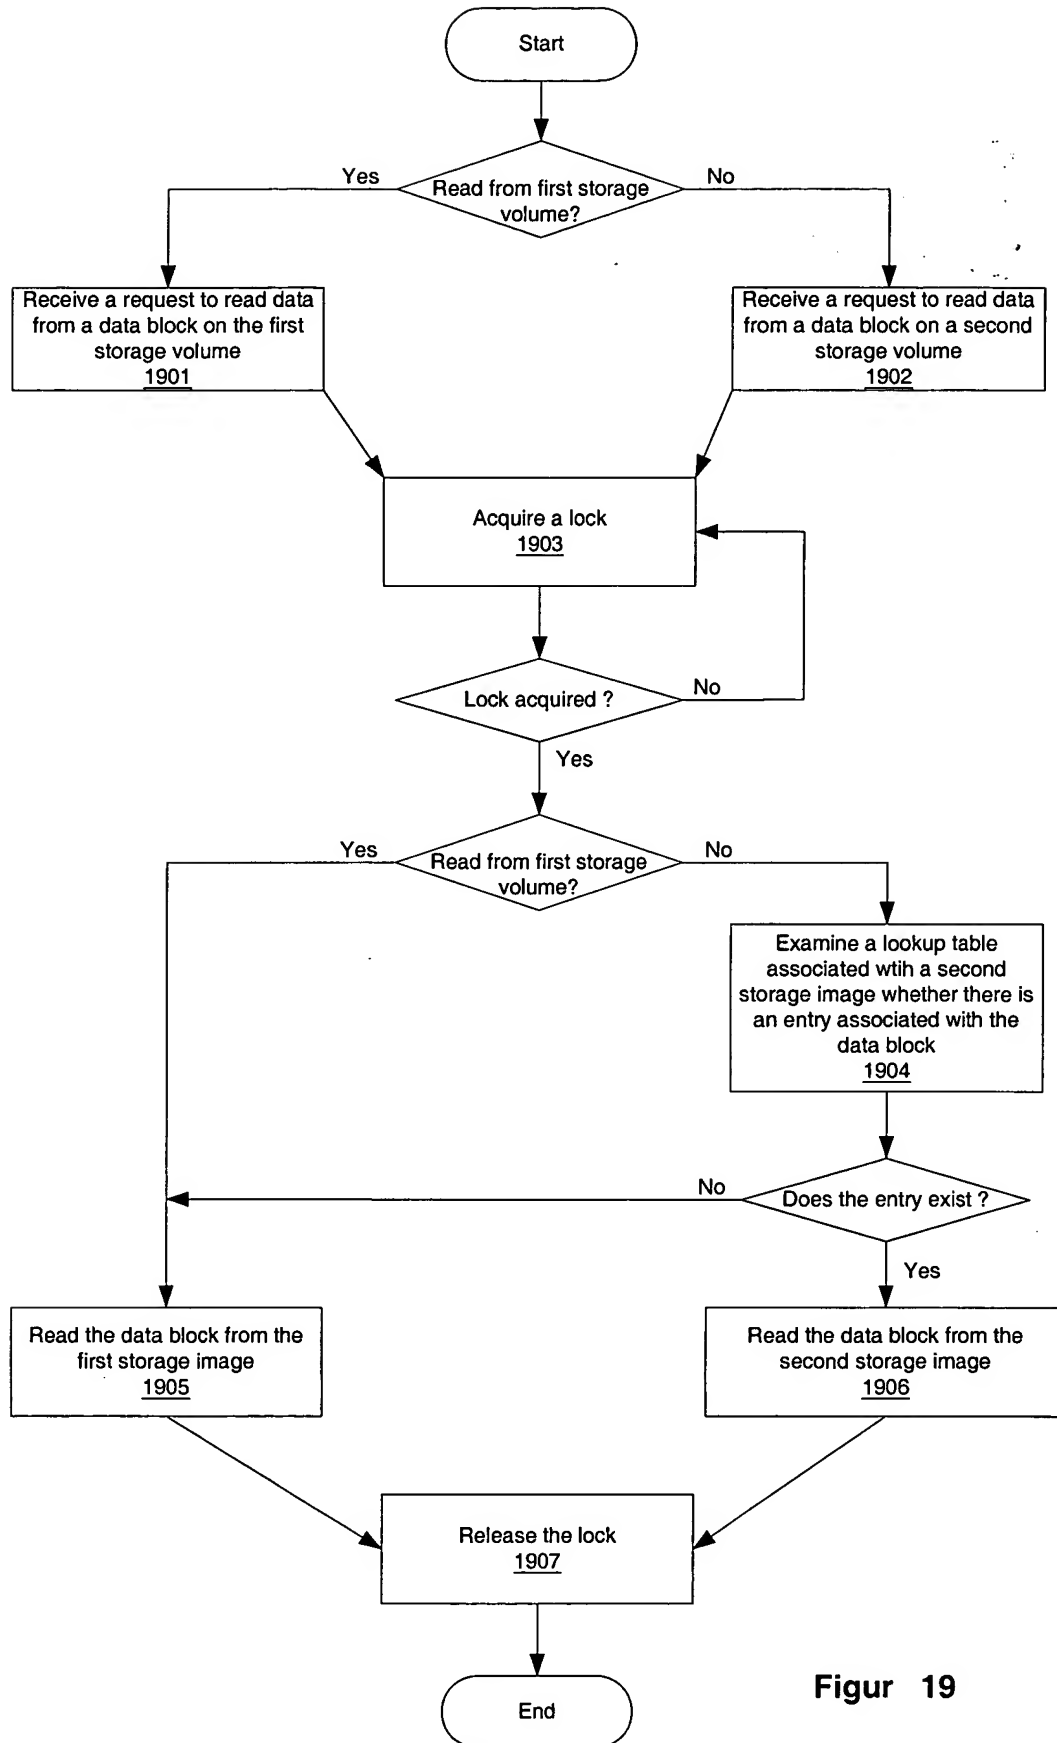 Start
Read from first storage
volume?
Yes
No
Receive a request to read data
from a data block on the first
storage volume
1901
Receive a request to read data
from a data block on a second
storage volume
1902
Acquire a lock
1903
Lock acquired ?
No
Yes
Read from first storage
volume?
Yes
No
Examine a lookup table
associated wtih a second
storage image whether there is
an entry associated with the
data block
1904
Does the entry exist ?
No
Yes
Read the data block from the
first storage image
1905
Read the data block from the
second storage image
1906
Release the lock
1907
End
Figur 19